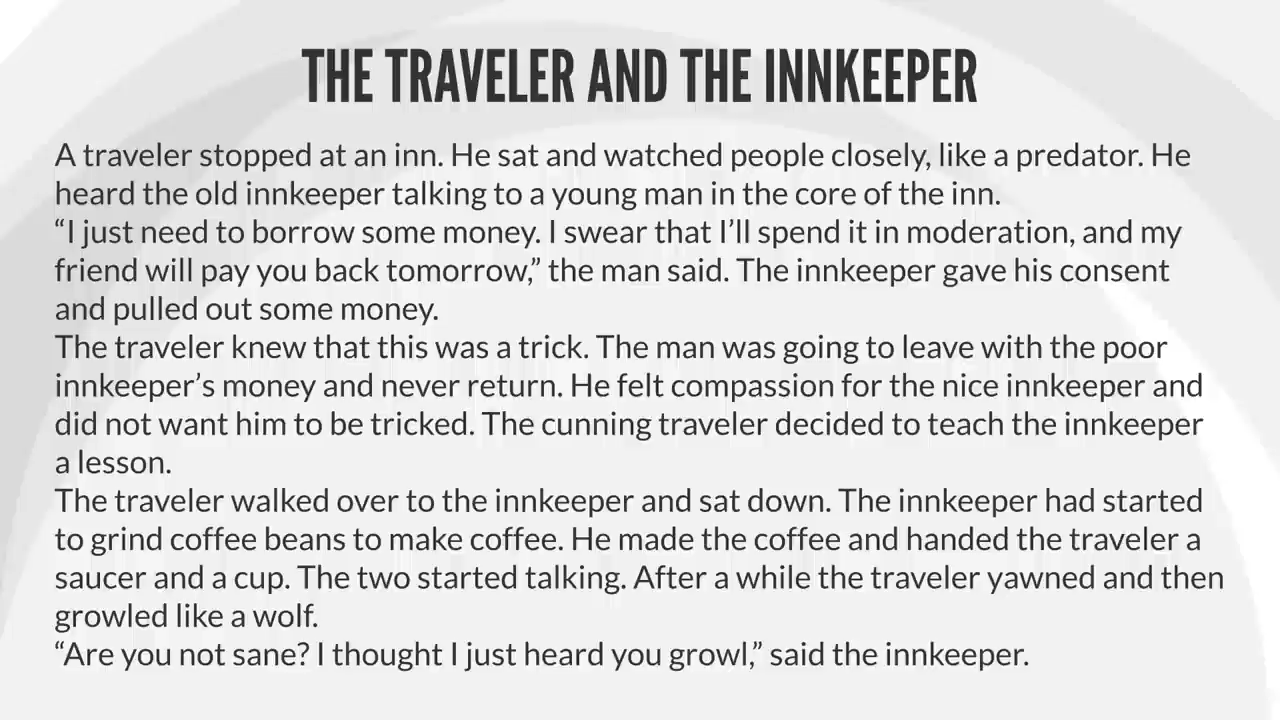 THE TRAVELER AND THE INNKEEPER
A traveler stopped at an inn. He sat and watched people closely, like a predator. He
heard the old innkeeper talking to a young man in the core of the inn.
“I just need to borrow some money. I swear that I’ll spend it in moderation, and my
friend will pay you back tomorrow,” the man said. The innkeeper gave his consent
and pulled out some money.
The traveler knew that this was a trick. The man was going to leave with the poor
innkeeper’s money and never return. He felt compassion for the nice innkeeper and
did not want him to be tricked. The cunning traveler decided to teach the innkeeper
a lesson.
The traveler walked over to the innkeeper and sat down. The innkeeper had started
to grind coffee beans to make coffee. He made the coffee and handed the traveler a
saucer and a cup. The two started talking. After a while the traveler yawned and then
growled like a wolf.
“Are you not sane? I thought I just heard you growl,” said the innkeeper.